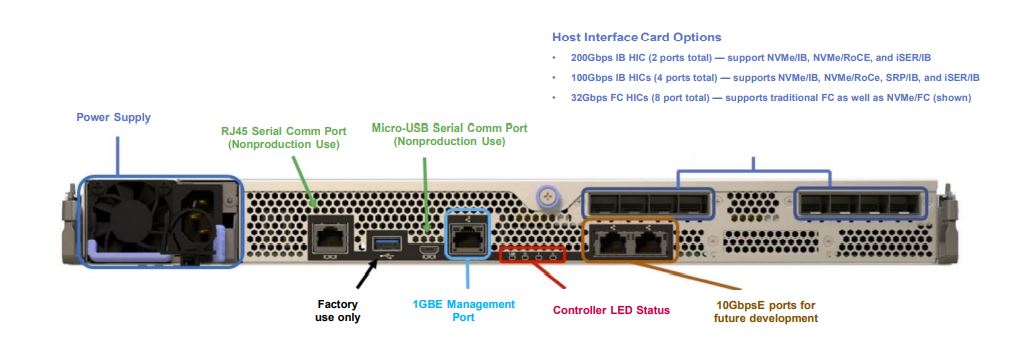 Host Interface Card Options
• 200Gbps IB HIC (2 ports total) — support NVMe/IB, NVMe/RoCE, and iSER/IB
• 100Gbps IB HICs (4 ports total) — supports NVMe/IB, NVMe/RoCe, SRP/IB, and iSER/IB
• 32Gbps FC HICs (8 port total) — supports traditional FC as well as NVMe/FC (shown)
Power Supply
RJ45 Serial Comm Port
(Nonproduction Use)
Micro-USB Serial Comm Port
(Nonproduction Use)
Factory
use only
1GBE Management
Port
Controller LED Status
10GbpsE ports for
future development